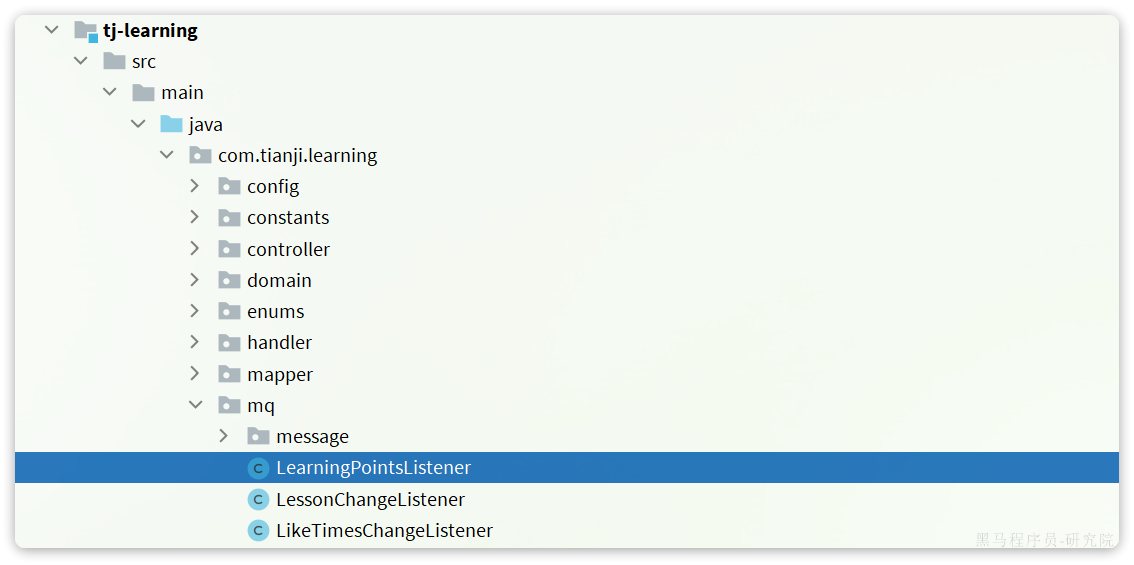 tj-learning
src
main
java
com.tianji.learning
config
constants
controller
domain
enums
handler
mapper
mq
message
C LearningPointsListener
C LessonChangeListener
C LikeTimesChangeListener
黑马程序员-研究院